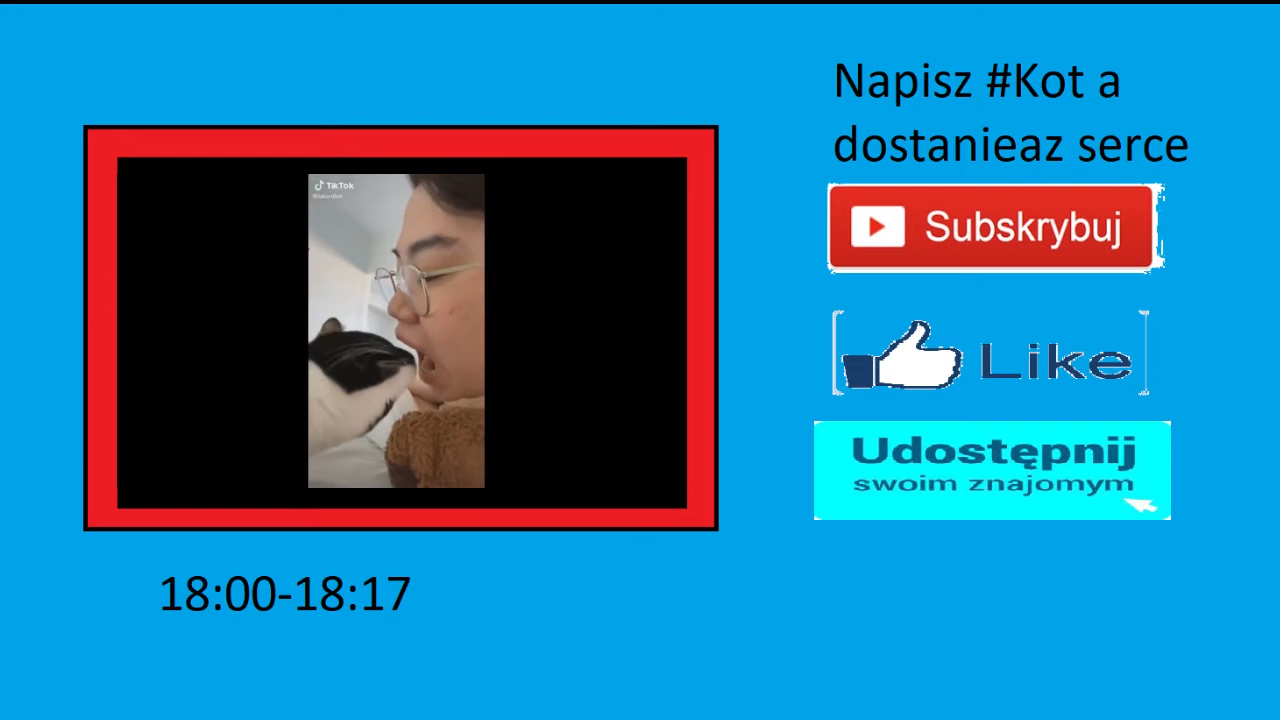 Napisz #Kot a
dostanieaz serce
TikTok
Subskrybuj
Like
Udostępnij
swoim znajomym
18:00-18:17